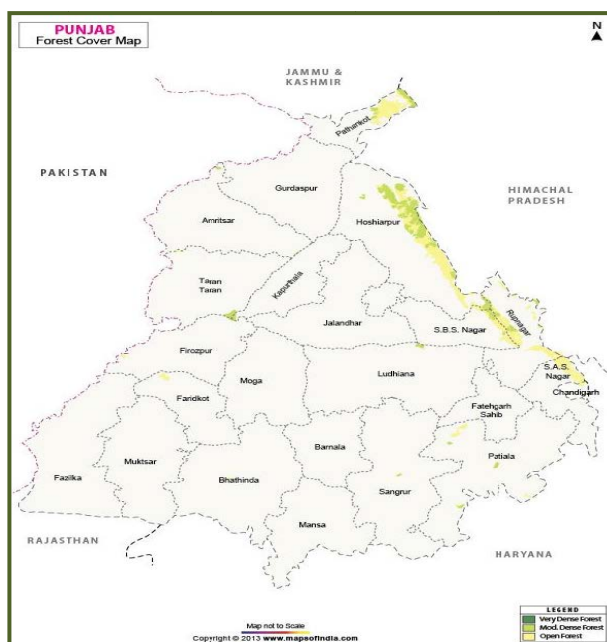 PUNJAB
Forest Cover Map
N
JAMMU &
KASHMIR
Pathankot
PAKISTAN
Gurdaspur
HIMACHAL
PRADESH
Amritsar
Hoshiarpur
Taran
Taran
Kapurthala
Rupnagar
Jalandhar
S.B.S. Nagar
Firozpur
Moga
Ludhiana
S.A.S.
Nagar
Chandigarh
Faridkot
Fatehgarh
Sahib
Barnala
Patiala
Fazilka
Muktsar
Bhathinda
Sangrur
Mansa
RAJASTHAN
HARYANA
LEGEND
Very Dense Forest
Mod. Dense Forest
Open Forest
Map not to Scale
Copyright © 2013 www.mapsofindia.com